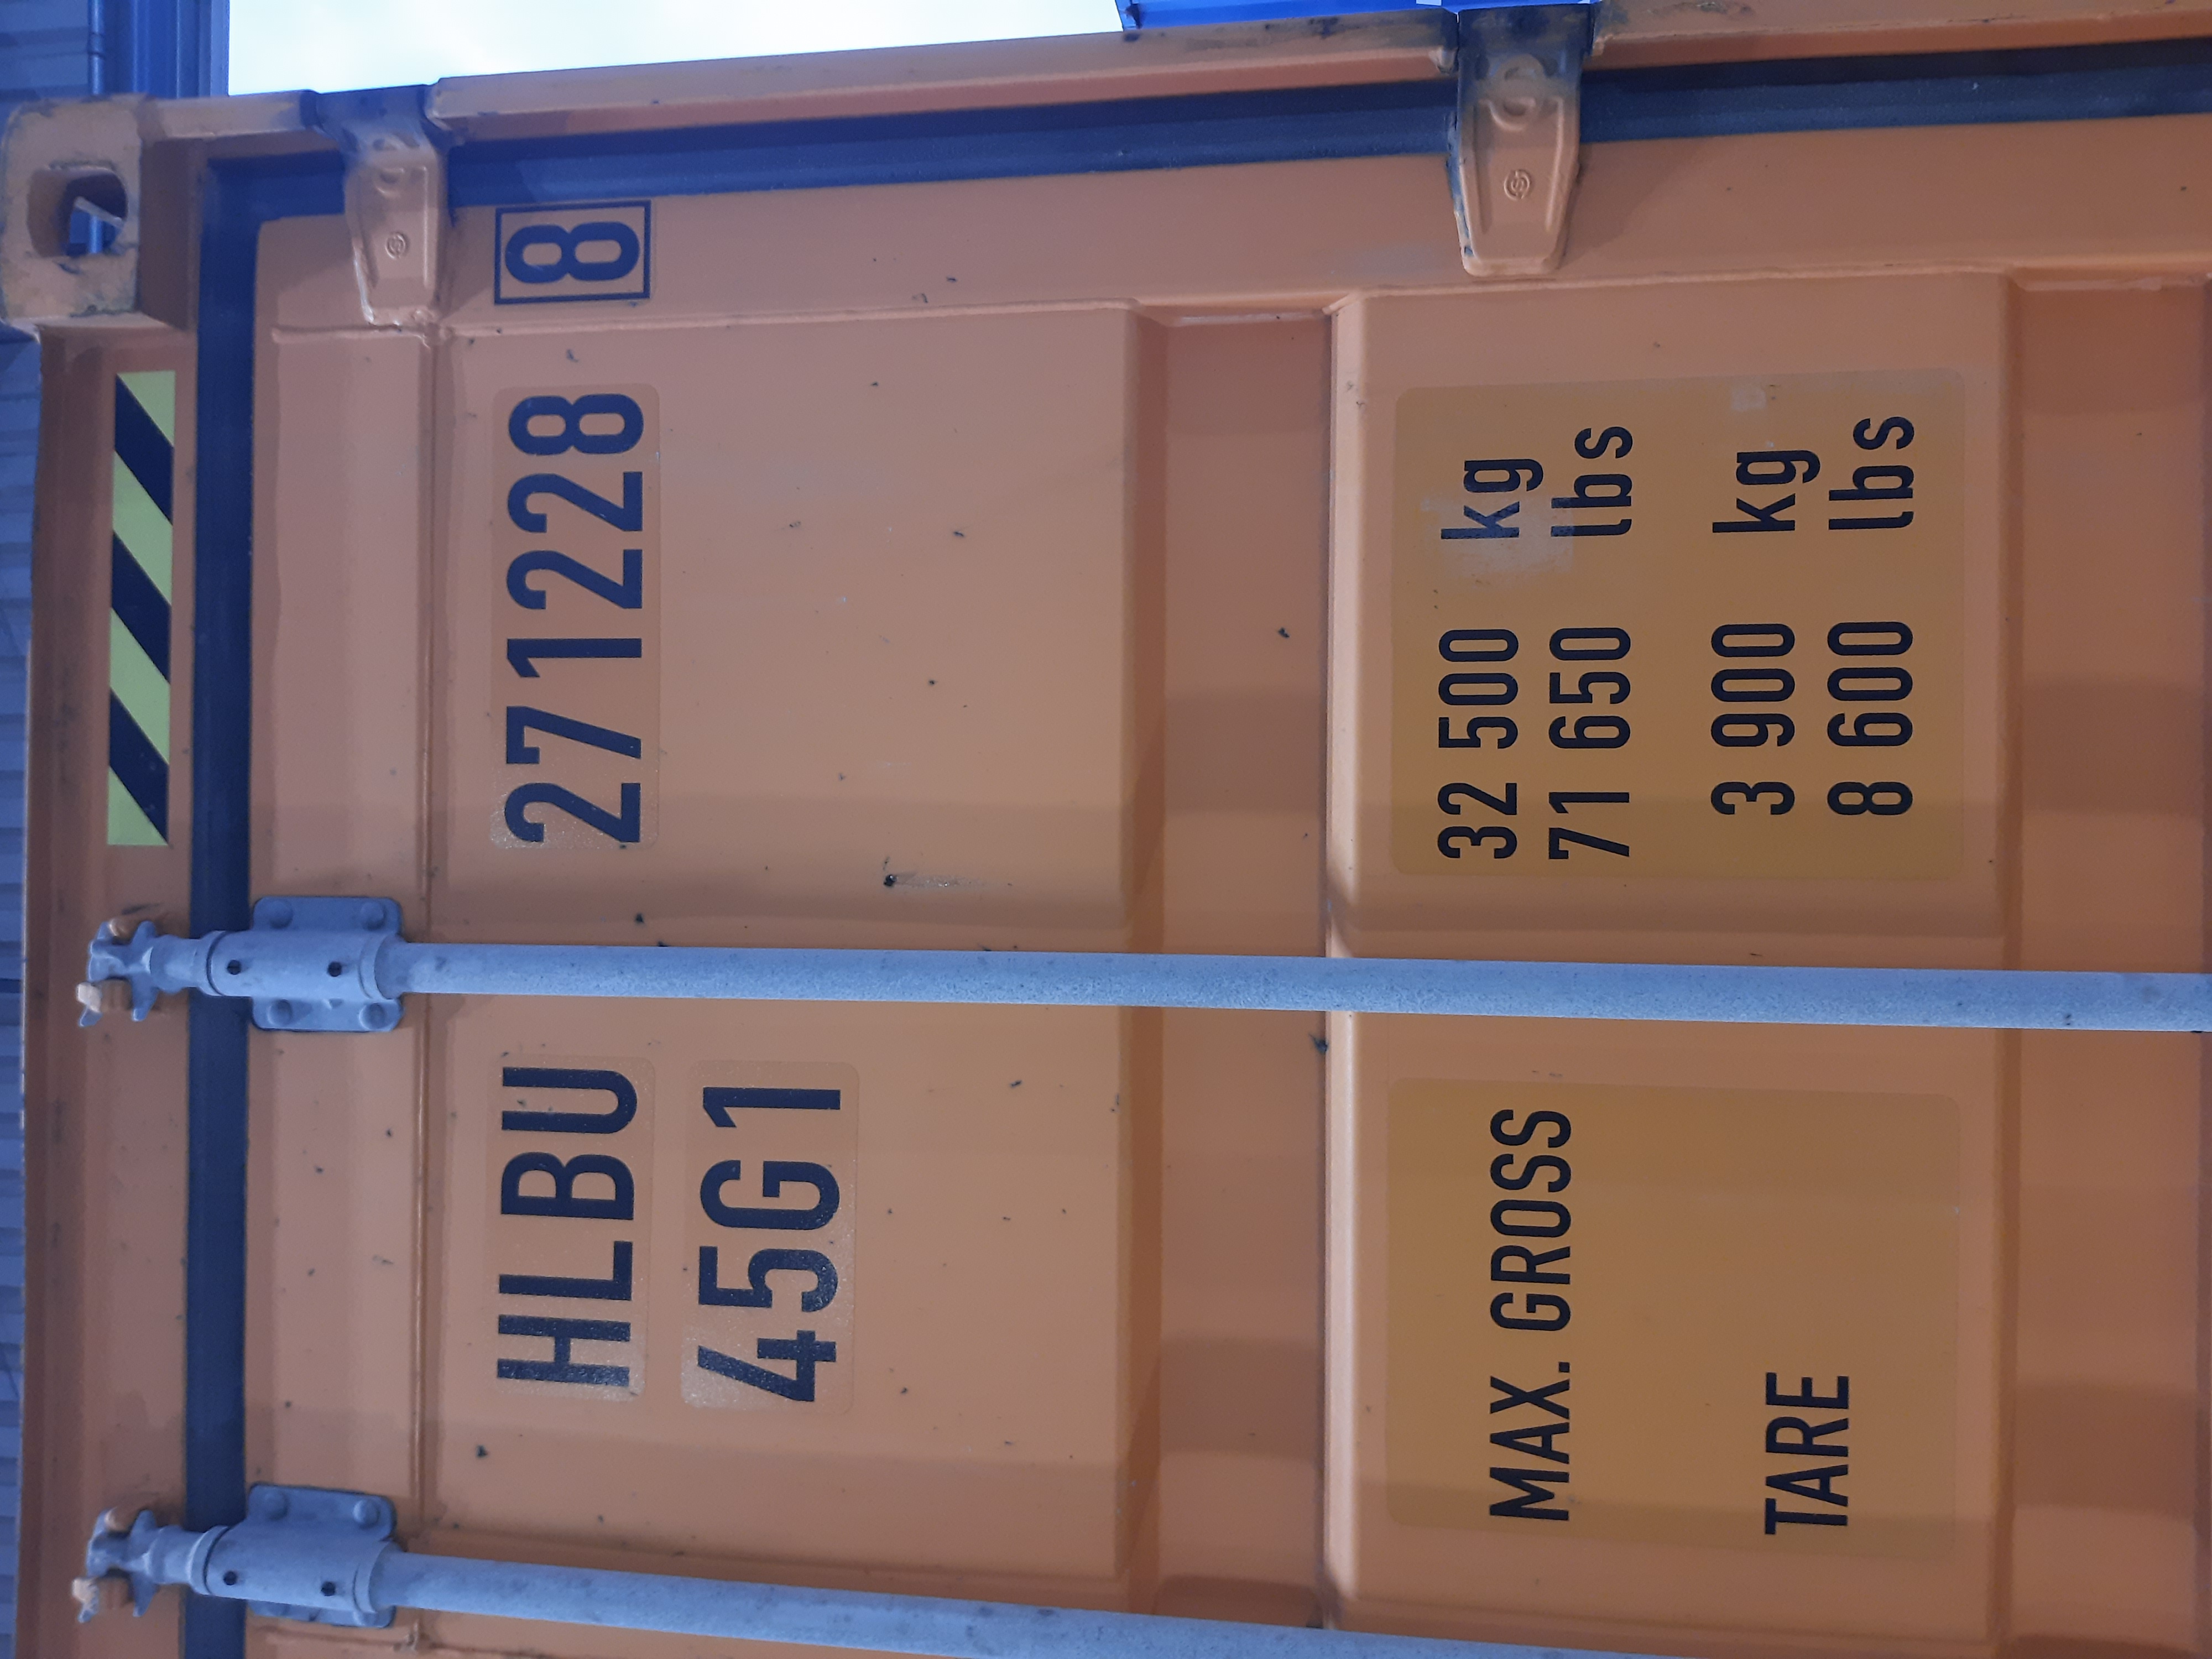 HLBU 271228 8
45G1
MAX. GROSS 32 500 kg
71 650 lbs
TARE 3 900 kg
8 600 lbs